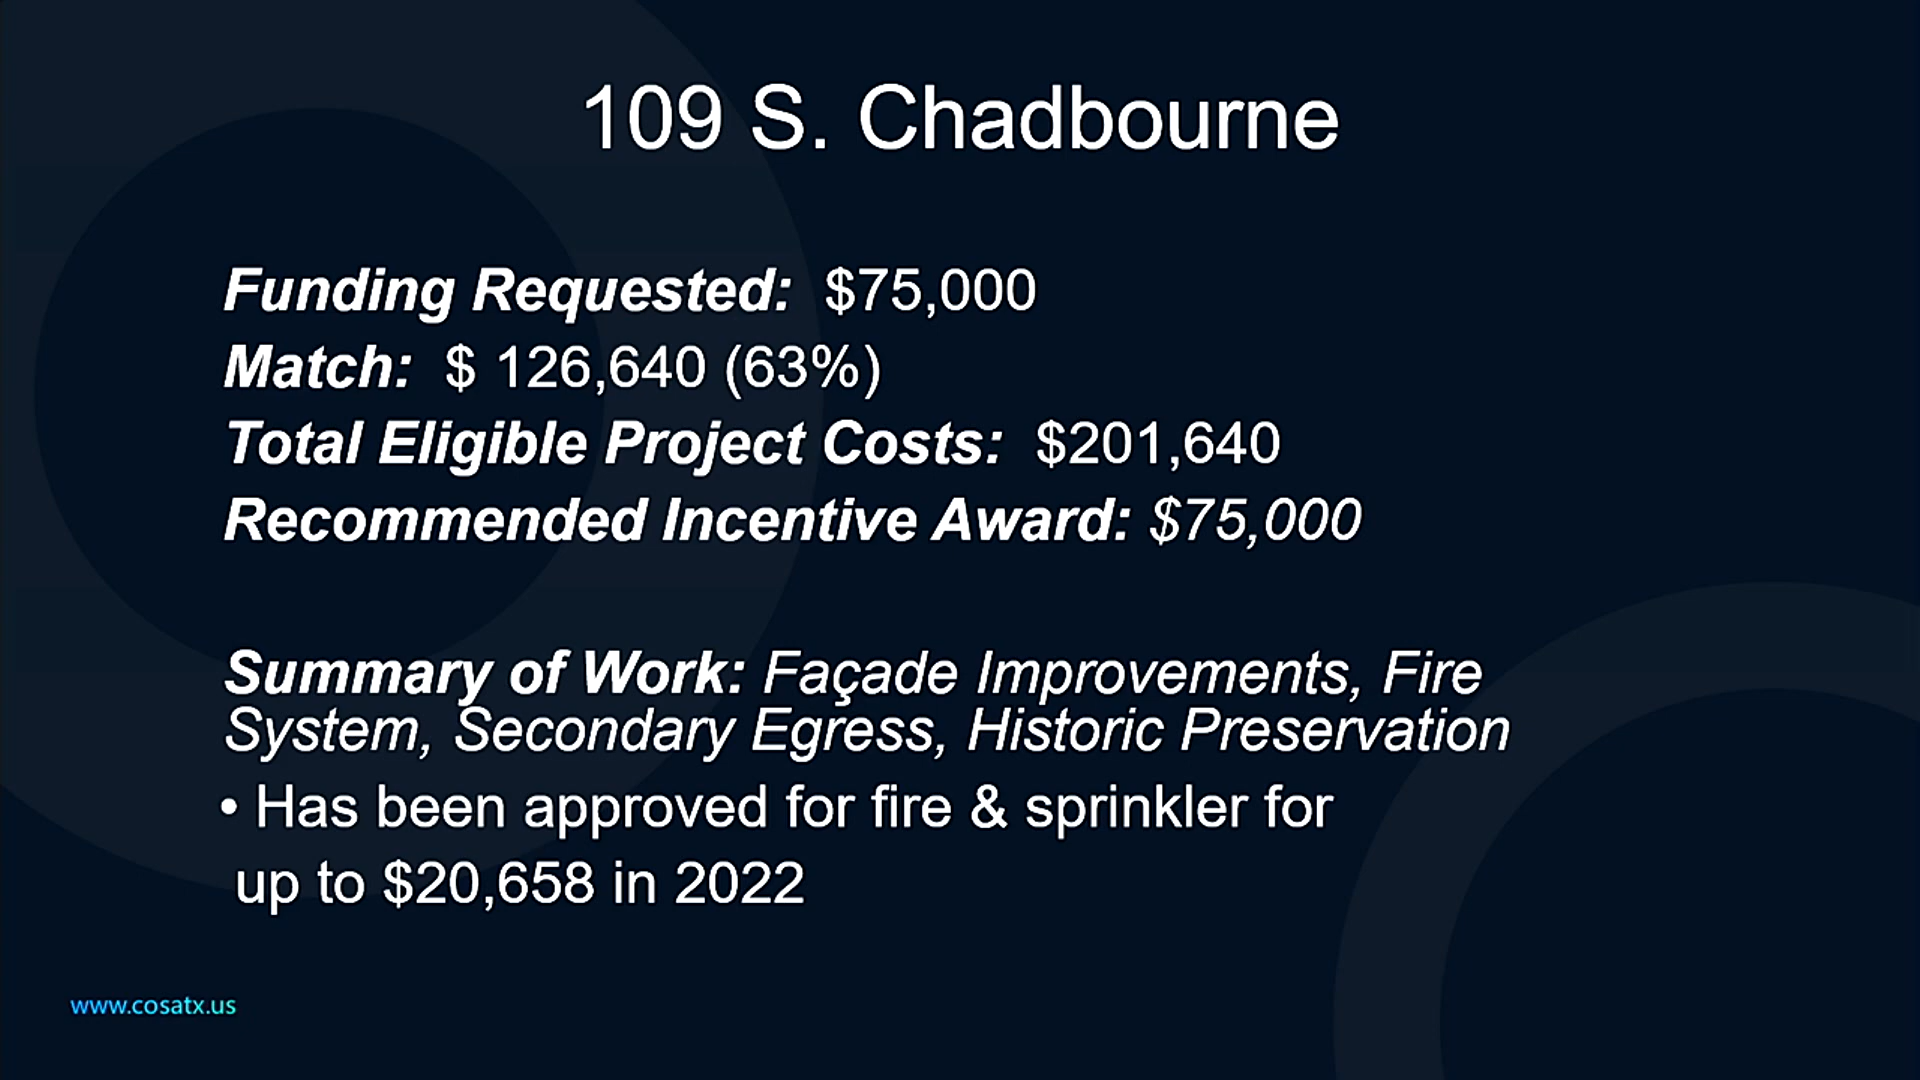 109 S. Chadbourne
Funding Requested: $75,000
Match: $ 126,640 (63%)
Total Eligible Project Costs: $201,640
Recommended Incentive Award: $75,000
Summary of Work: Façade Improvements, Fire
System, Secondary Egress, Historic Preservation
• Has been approved for fire & sprinkler for
up to $20,658 in 2022
www.cosatx.us